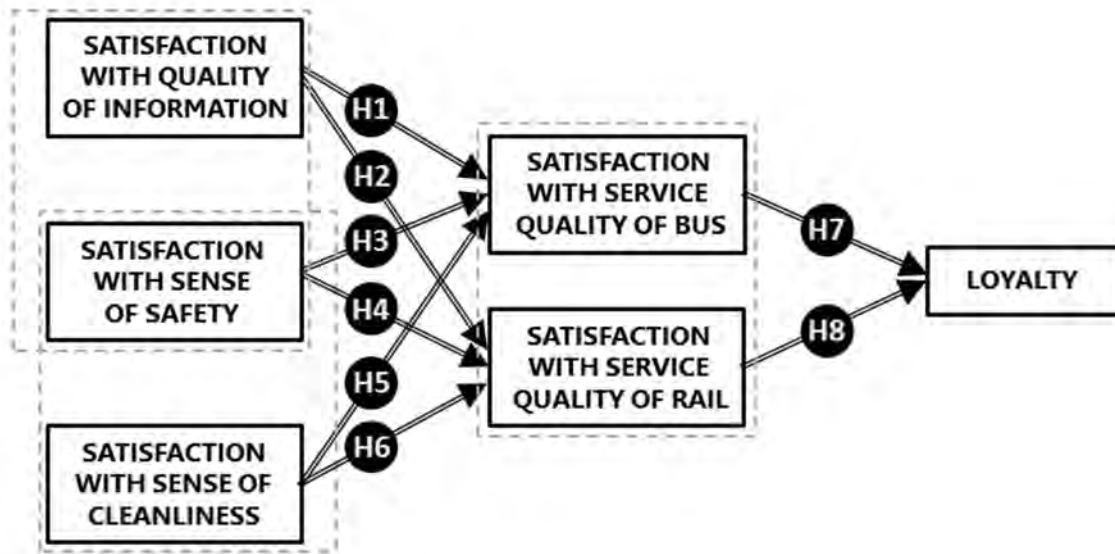 SATISFACTION
WITH QUALITY
OF INFORMATION
SATISFACTION
WITH SENSE
OF SAFETY
SATISFACTION
WITH SENSE OF
CLEANLINESS
H1
H2
H3
H4
H5
H6
SATISFACTION
WITH SERVICE
QUALITY OF BUS
SATISFACTION
WITH SERVICE
QUALITY OF RAIL
H7
H8
LOYALTY